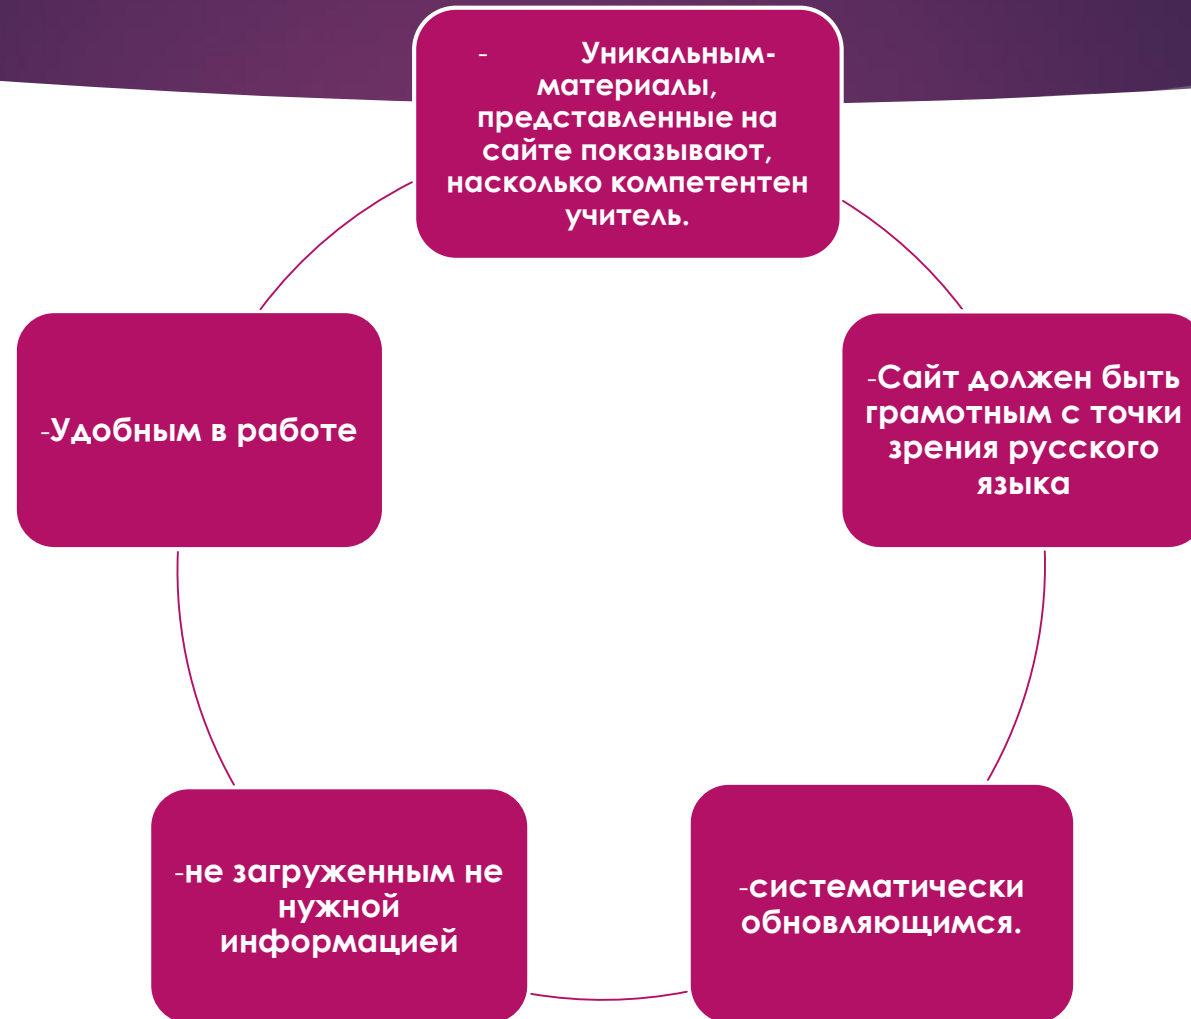 - Уникальным-
материалы,
представленные на
сайте показывают,
насколько компетентен
учитель.
-Сайт должен быть
грамотным с точки
зрения русского
языка
-систематически
обновляющимся.
-не загруженным не
нужной
информацией
-Удобным в работе